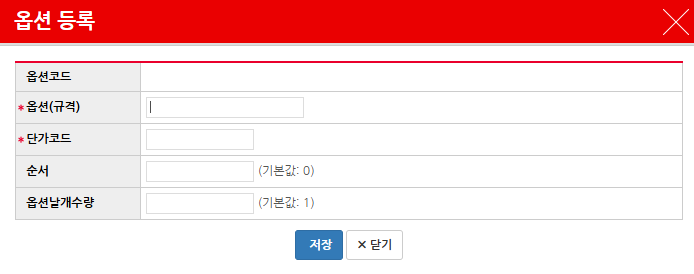 옵션 등록
옵션코드
* 옵션(규격)
* 단가코드
순서 (기본값: 0)
옵션낱개수량 (기본값: 1)
저장 × 닫기